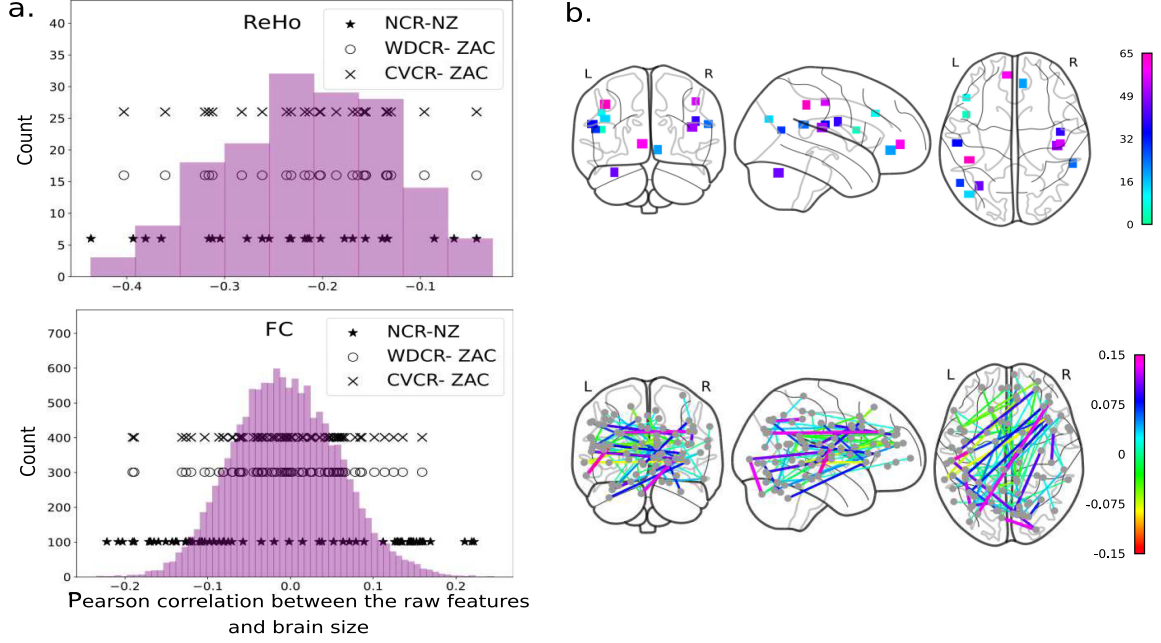 a.
ReHo
NCR-NZ
WDCR- ZAC
CVCR- ZAC
Count
40
35
30
25
20
15
10
5
0
−0.4
−0.3
−0.2
−0.1
FC
NCR-NZ
WDCR- ZAC
CVCR- ZAC
Count
700
600
500
400
300
200
100
0
−0.2
−0.1
0.0
0.1
0.2
Pearson correlation between the raw features
and brain size
b.
L
R
L
R
65
49
32
16
0
L
R
L
R
0.15
0.075
0
-0.075
-0.15